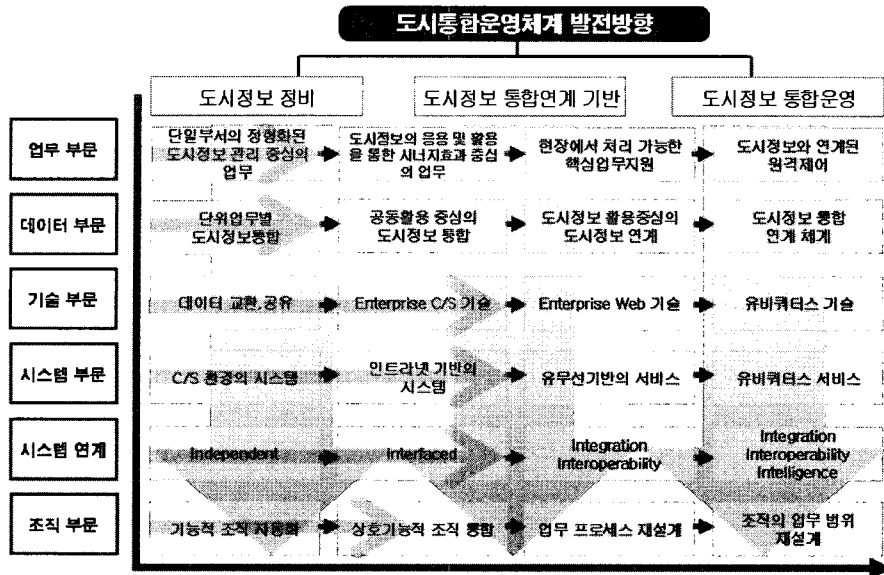 도시통합운영체계 발전방향
도시정보 정비
도시정보 통합연계 기반
도시정보 통합운영
업무 부문
단일부서의 정형화된
도시정보 관리 중심의
업무
도시정보의 응용 및 활용
을 통한 시너지효과 중심
의 업무
현장에서 처리 가능한
핵심업무지원
도시정보와 연계된
원격제어
데이터 부문
단위업무별
도시정보통합
공동활용 중심의
도시정보 통합
도시정보 활용중심의
도시정보 연계
도시정보 통합
연계 체계
기술 부문
데이터 교환,공유
Enterprise C/S 기술
Enterprise Web 기술
유비쿼터스 기술
시스템 부문
C/S 환경의 시스템
인트라넷 기반의
시스템
유무선기반의 서비스
유비쿼터스 서비스
시스템 연계
Independent
Interfaced
Integration
Interoperability
Integration
Interoperability
Intelligence
조직 부문
기능적 조직 자동화
상호기능적 조직 통합
업무 프로세스 재설계
조직의 업무 범위
재설계